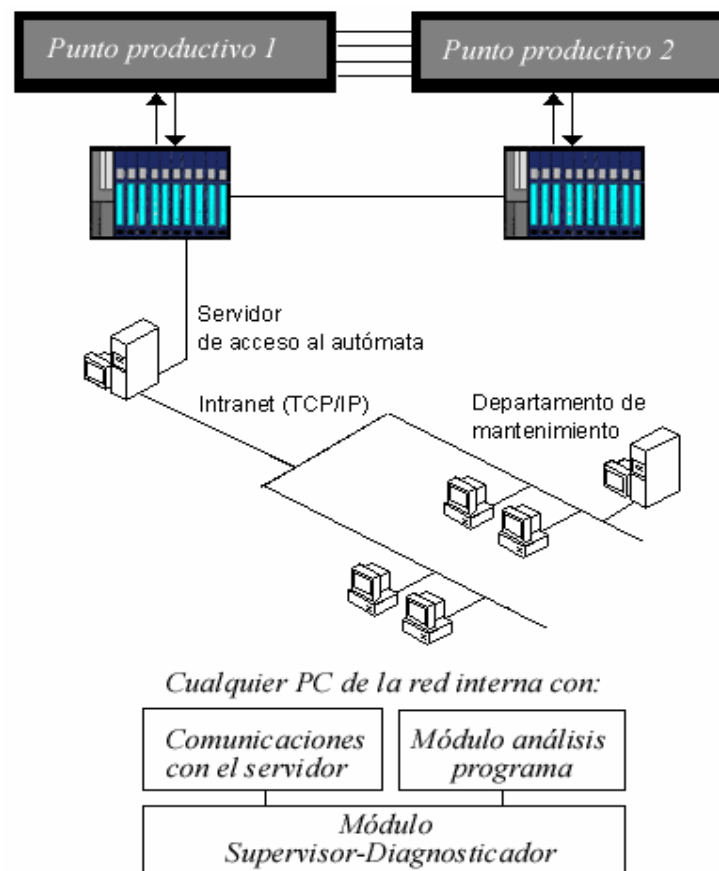 Punto productivo 1
Punto productivo 2
Servidor
de acceso al autómata
Intranet (TCP/IP)
Departamento de
mantenimiento
Cualquier PC de la red interna con:
Comunicaciones
con el servidor
Módulo análisis
programa
Módulo
Supervisor-Diagnosticador